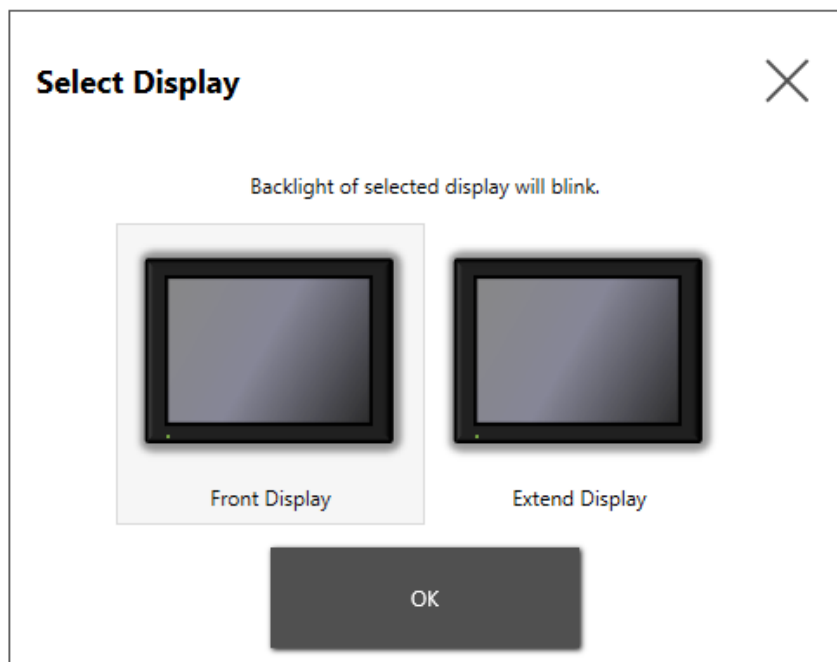 Select Display
Backlight of selected display will blink.
Front Display
Extend Display
OK